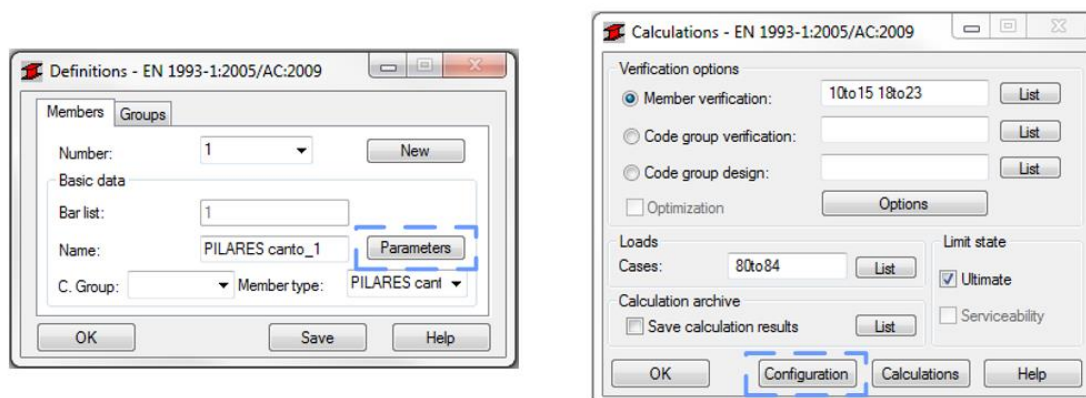 Definitions - EN 1993-1:2005/AC:2009
Members Groups
Number: 1 New
Basic data
Bar list: 1
Name: PILARES canto_1 Parameters
C. Group: Member type: PILARES cant
OK Save Help
Calculations - EN 1993-1:2005/AC:2009
Verification options
Member verification: 10to15 18to23 List
Code group verification: List
Code group design: List
Optimization Options
Loads Limit state
Cases: 80to84 List
Ultimate
Calculation archive
Save calculation results List Serviceability
OK Configuration Calculations Help